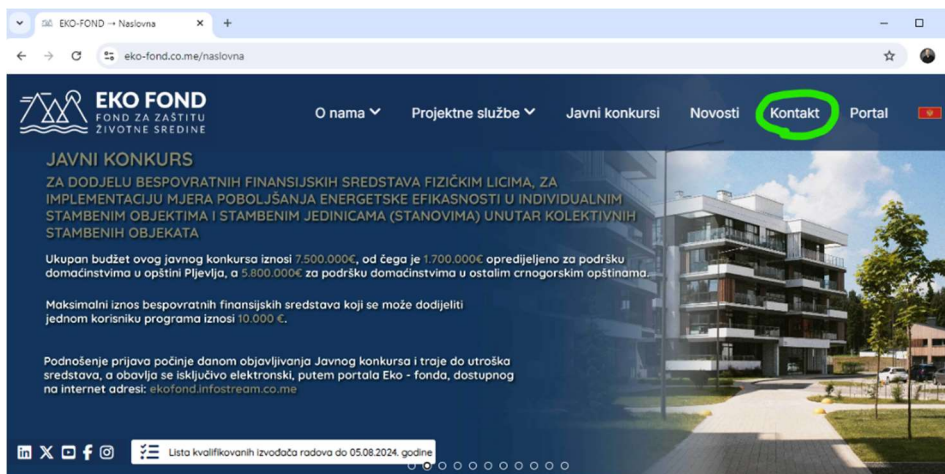 EKO-FOND → Naslovna
eko-fond.co.me/naslovna
EKO FOND
FOND ZA ZAŠTITU
ŽIVOTNE SREDINE
O nama
Projektne službe
Javni konkursi
Novosti
Kontakt
Portal
JAVNI KONKURS
ZA DODJELU BESPOVRATNIH FINANSIJSKIH SREDSTAVA FIZIČKIM LICIMA, ZA
IMPLEMENTACIJU MJERA POBOLJŠANJA ENERGETSKE EFIKASNOSTI U INDIVIDUALNIM
STAMBENIM OBJEKTIMA I STAMBENIM JEDINICAMA (STANOVIMA) UNUTAR KOLEKTIVNIH
STAMBENIH OBJEKATA
Ukupan budžet ovog javnog konkursa iznosi 7.500.000€, od čega je 1.700.000€ opredijeljeno za podršku
domaćinstvima u opštini Pljevlja, a 5.800.000€ za podršku domaćinstvima u ostalim crnogorskim opštinama.
Maksimalni iznos bespovratnih finansijskih sredstava koji se može dodijeliti
jednom korisniku programa iznosi 10.000 €.
Podnošenje prijava počinje danom objavljivanja Javnog konkursa i traje do utroška
sredstava, a obavlja se isključivo elektronski, putem portala Eko - fonda, dostupnog
na internet adresi: ekofond.infostream.co.me
Lista kvalifikovanih izvođača radova do 05.08.2024. godine